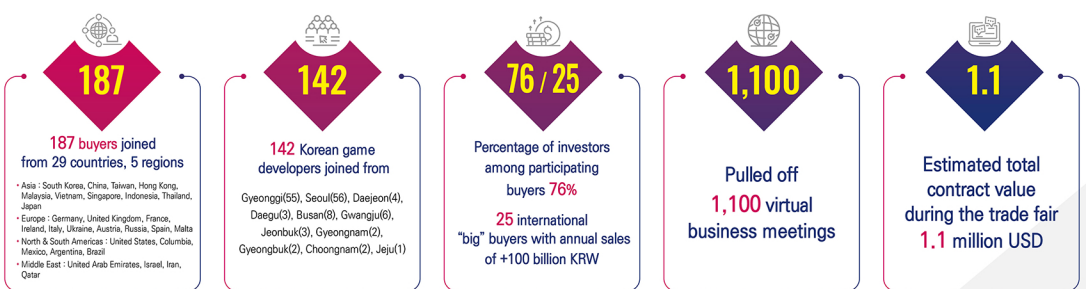 187
187 buyers joined
from 29 countries, 5 regions
• Asia : South Korea, China, Taiwan, Hong Kong,
Malaysia, Vietnam, Singapore, Indonesia, Thailand,
Japan
• Europe : Germany, United Kingdom, France,
Ireland, Italy, Ukraine, Austria, Russia, Spain, Malta
• North & South Americas : United States, Columbia,
Mexico, Argentina, Brazil
• Middle East : United Arab Emirates, Israel, Iran,
Qatar
142
142 Korean game
developers joined from
Gyeonggi(55), Seoul(56), Daejeon(4),
Daegu(3), Busan(8), Gwangju(6),
Jeonbuk(3), Gyeongnam(2),
Gyeongbuk(2), Choongnam(2), Jeju(1)
76 / 25
Percentage of investors
among participating
buyers 76%
25 international
“big” buyers with annual sales
of +100 billion KRW
1,100
Pulled off
1,100 virtual
business meetings
1.1
Estimated total
contract value
during the trade fair
1.1 million USD